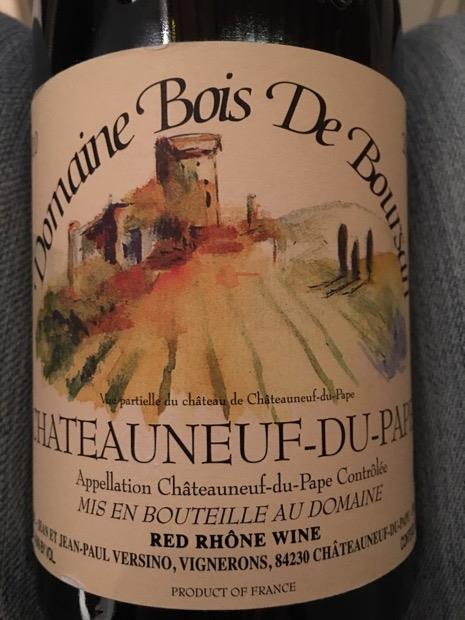 Domaine Bois De Boursan
Vue partielle du château de Châteauneuf-du-Pape
CHATEAUNEUF-DU-PAPE
Appellation Châteauneuf-du-Pape Contrôlée
MIS EN BOUTEILLE AU DOMAINE
RED RHÔNE WINE
JEAN ET JEAN-PAUL VERSINO, VIGNERONS, 84230 CHÂTEAUNEUF-DU-PAPE
BY VOL.
PRODUCT OF FRANCE